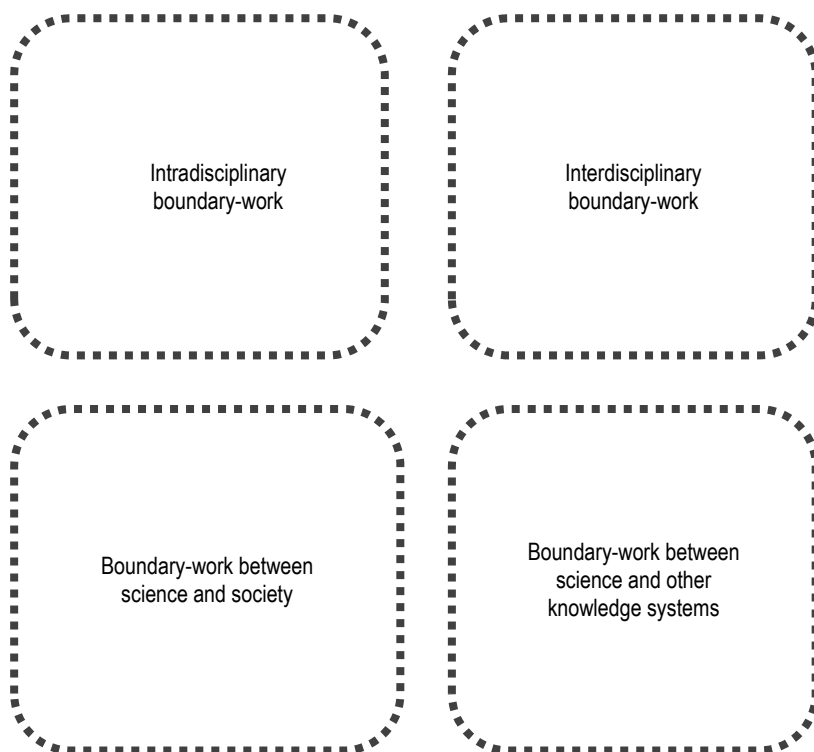 Intradisciplinary
boundary-work
Interdisciplinary
boundary-work
Boundary-work between
science and society
Boundary-work between
science and other
knowledge systems